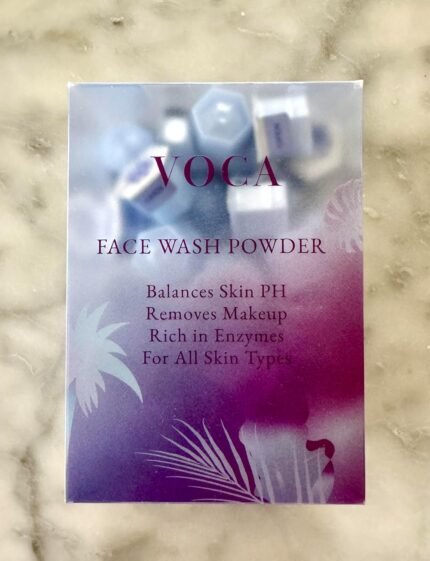 VOCA
FACE WASH POWDER
Balances Skin PH
Removes Makeup
Rich in Enzymes
For All Skin Types